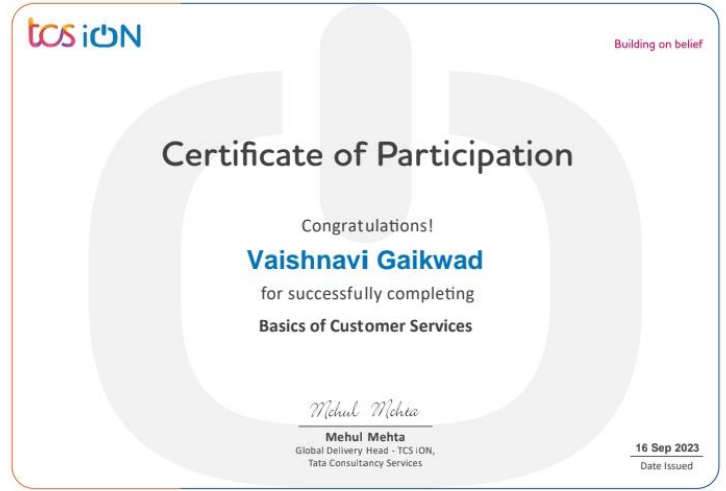 tcs iON
Building on belief
Certificate of Participation
Congratulations!
Vaishnavi Gaikwad
for successfully completing
Basics of Customer Services
Mehul Mehta
Mehul Mehta
Global Delivery Head - TCS iON,
Tata Consultancy Services
16 Sep 2023
Date Issued